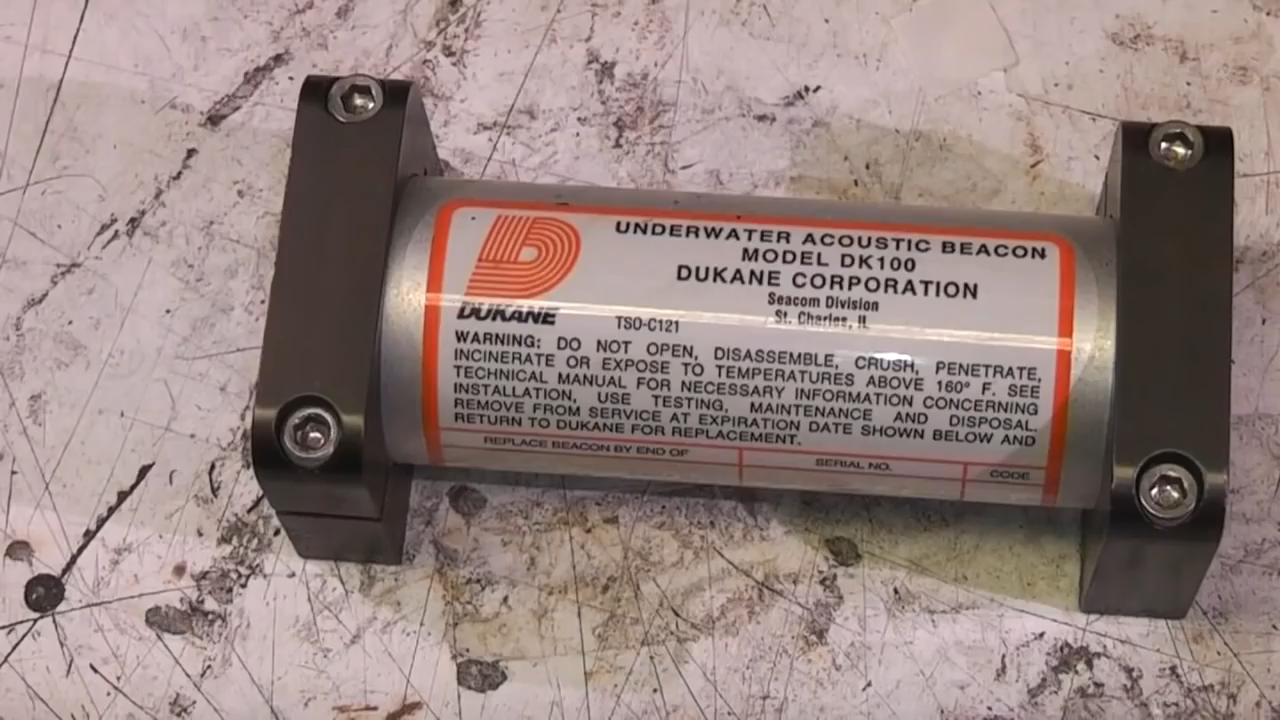 UNDERWATER ACOUSTIC BEACON
MODEL DK100
DUKANE CORPORATION
Seacom Division
St. Charles, IL
DUKANE
TSO-C121
WARNING: DO NOT OPEN, DISASSEMBLE, CRUSH, PENETRATE,
INCINERATE OR EXPOSE TO TEMPERATURES ABOVE 160° F. SEE
TECHNICAL MANUAL FOR NECESSARY INFORMATION CONCERNING
INSTALLATION, USE TESTING, MAINTENANCE AND DISPOSAL.
REMOVE FROM SERVICE AT EXPIRATION DATE SHOWN BELOW AND
RETURN TO DUKANE FOR REPLACEMENT.
REPLACE BEACON BY END OF
SERIAL NO.
CODE